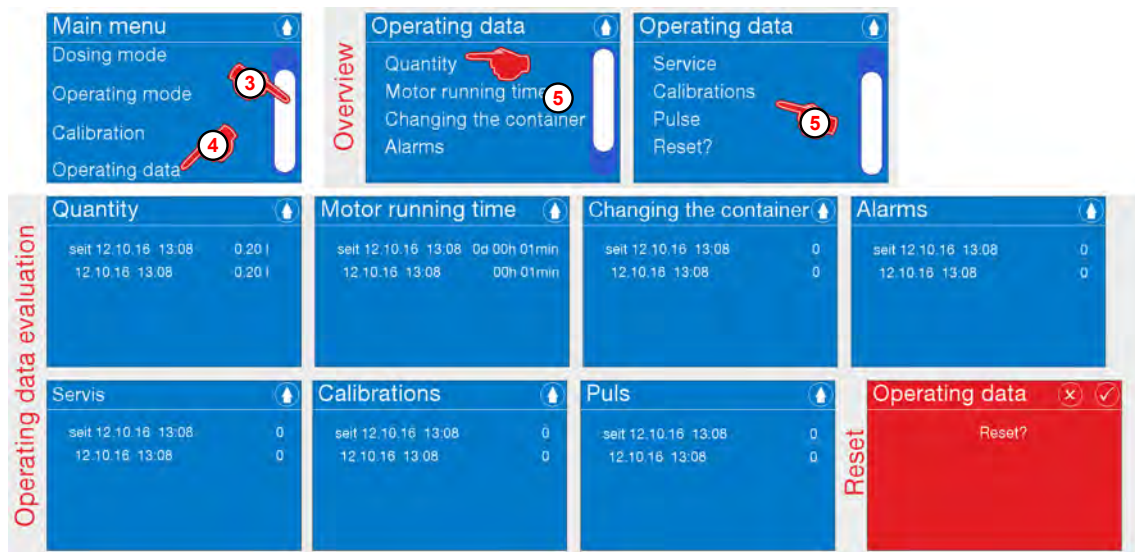 Main menu
Dosing mode
Operating mode
Calibration
Operating data
3
4
Overview
Operating data
Quantity
Motor running time
Changing the container
Alarms
5
Operating data
Service
Calibrations
Pulse
Reset?
5
Operating data evaluation
Quantity
seit 12.10.16 13:08 0.20 l
12.10.16 13.08 0.20 l
Motor running time
seit 12.10.16 13:08 0d 00h 01min
12.10.16 13:08 00h 01min
Changing the container
seit 12.10.16 13:08 0
12.10.16 13:08 0
Alarms
seit 12.10.16 13:08 0
12.10.16 13:08 0
Servis
seit 12.10.16 13:08 0
12.10.16 13:08 0
Calibrations
seit 12.10.16 13:08 0
12.10.16 13:08 0
Puls
seit 12.10.16 13:08 0
12.10.16 13:08 0
Reset
Operating data
Reset?